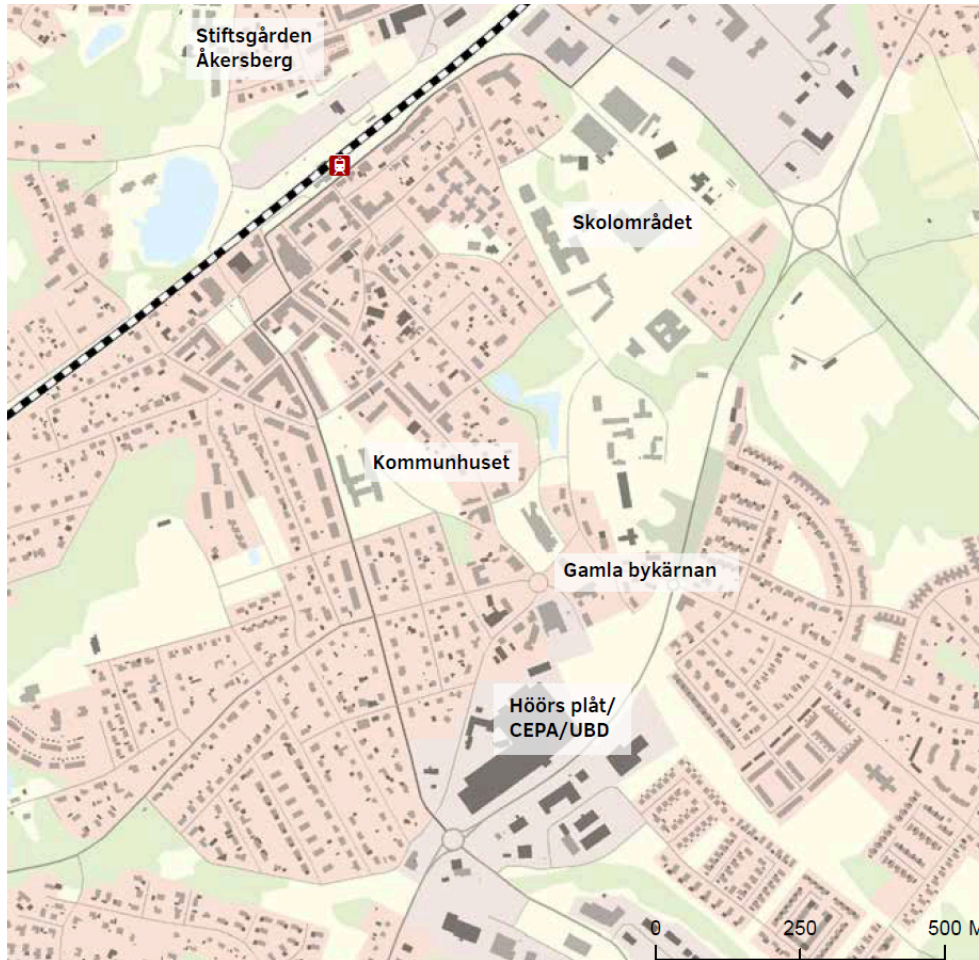 Stiftsgården
Åkersberg
Skolområdet
Kommunhuset
Gamla bykärnan
Höörs plåt/
CEPA/UBD
0 250 500 M